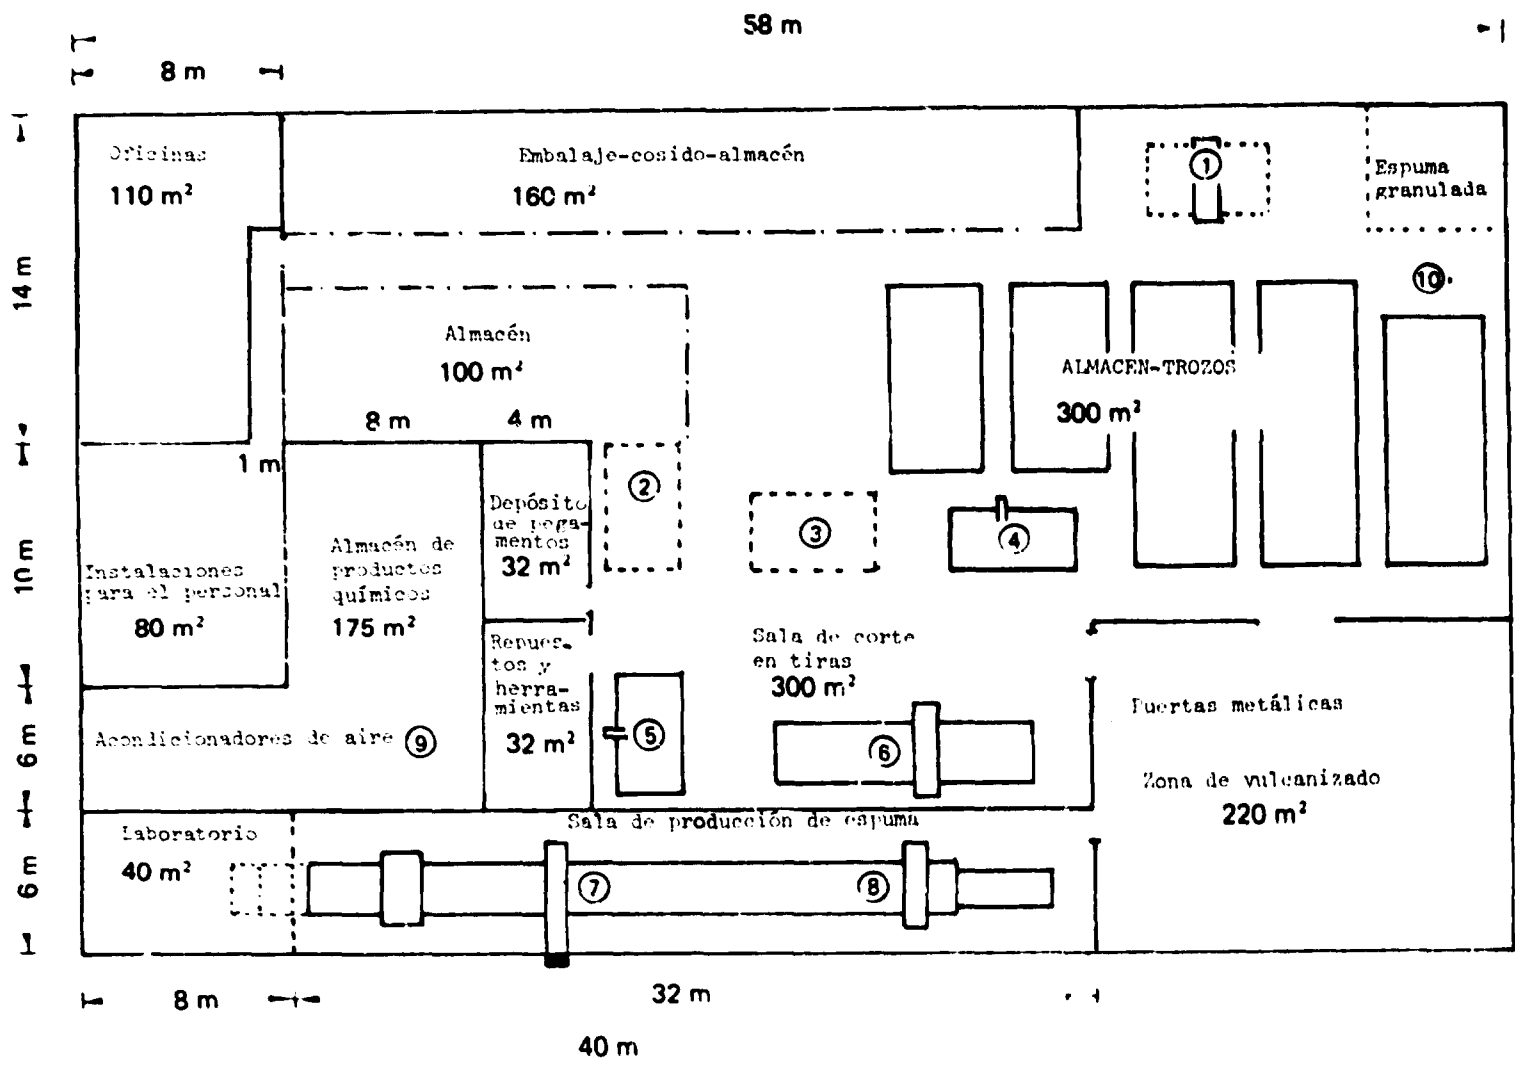 58 m
8 m
Oficinas
110 m²
Embalaje-cosido-almacén
160 m²
1
Espuma
granulada
14 m
10
Almacén
100 m²
ALMACEN-TROZOS
300 m²
8 m
4 m
1 m
2
3
4
10 m
Depósito
de pega-
mentos
32 m²
Almacén de
productos
químicos
175 m²
Instalaciones
para el personal
80 m²
Repues-
tos y
herra-
mientas
32 m²
Sala de corte
en tiras
300 m²
Puertas metálicas
6 m
Acondicionadores de aire 9
5
6
Zona de vulcanizado
220 m²
Sala de producción de espuma
Laboratorio
40 m²
6 m
7
8
8 m
32 m
40 m